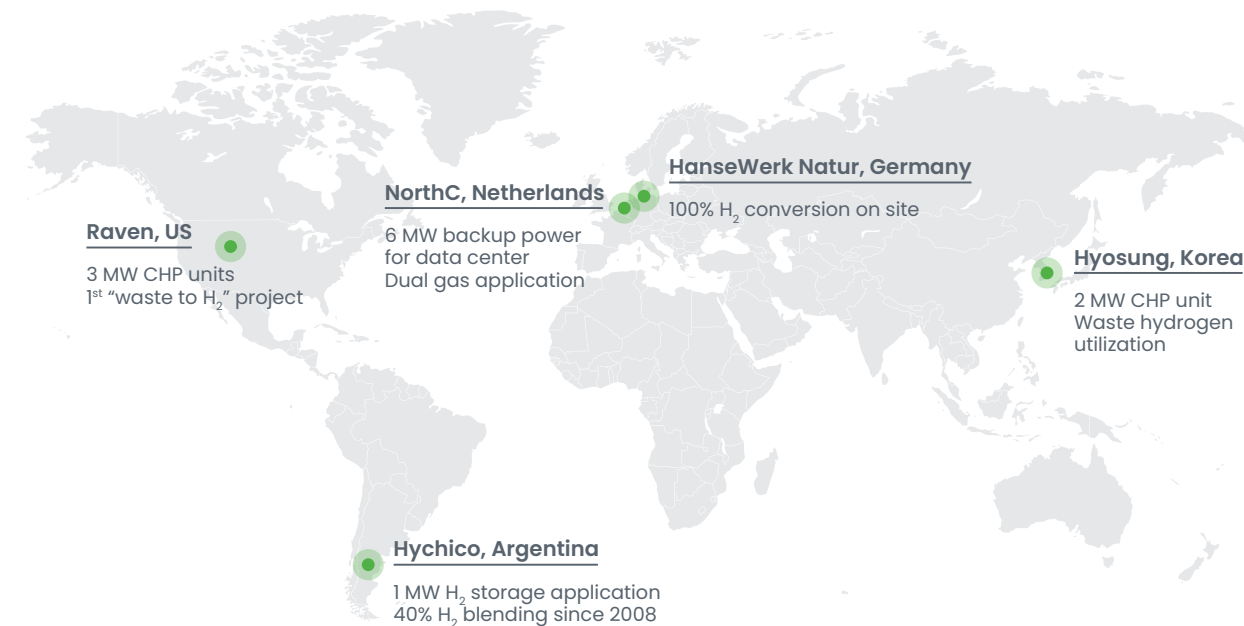 HanseWerk Natur, Germany
100% H₂ conversion on site
NorthC, Netherlands
6 MW backup power
for data center
Dual gas application
Raven, US
3 MW CHP units
1st “waste to H₂” project
Hyosung, Korea
2 MW CHP unit
Waste hydrogen
utilization
Hychico, Argentina
1 MW H₂ storage application
40% H₂ blending since 2008